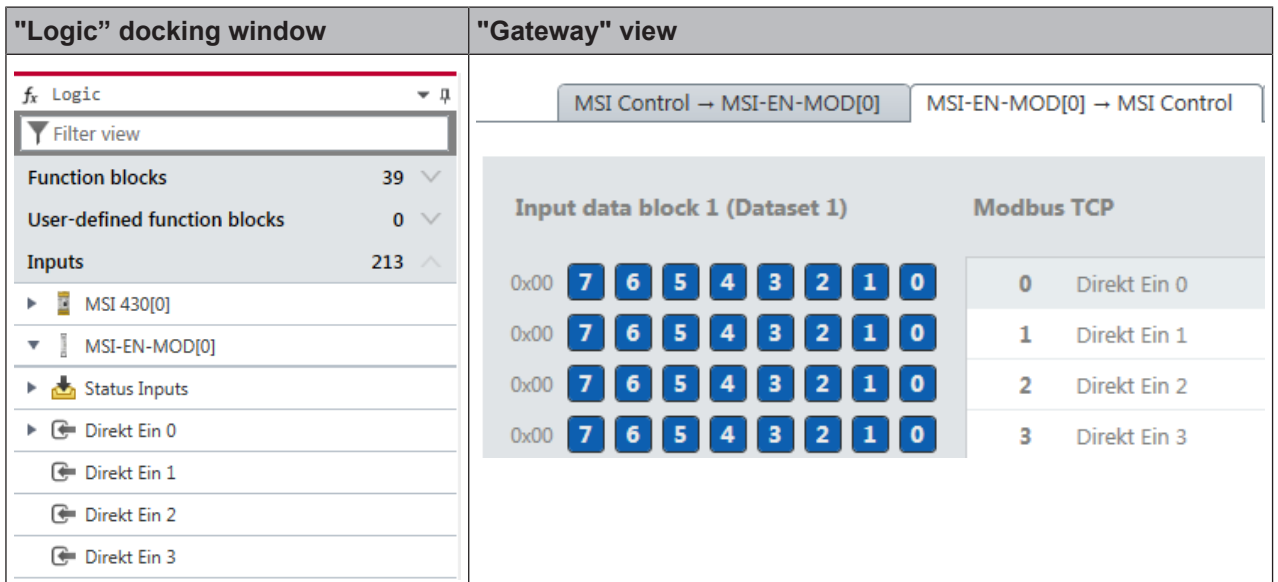 "Logic” docking window
"Gateway" view
fx Logic
Filter view
Function blocks 39
User-defined function blocks 0
Inputs 213
MSI 430[0]
MSI-EN-MOD[0]
Status Inputs
Direkt Ein 0
Direkt Ein 1
Direkt Ein 2
Direkt Ein 3
MSI Control → MSI-EN-MOD[0]
MSI-EN-MOD[0] → MSI Control
Input data block 1 (Dataset 1)
Modbus TCP
0x00 7 6 5 4 3 2 1 0
0 Direkt Ein 0
0x00 7 6 5 4 3 2 1 0
1 Direkt Ein 1
0x00 7 6 5 4 3 2 1 0
2 Direkt Ein 2
0x00 7 6 5 4 3 2 1 0
3 Direkt Ein 3